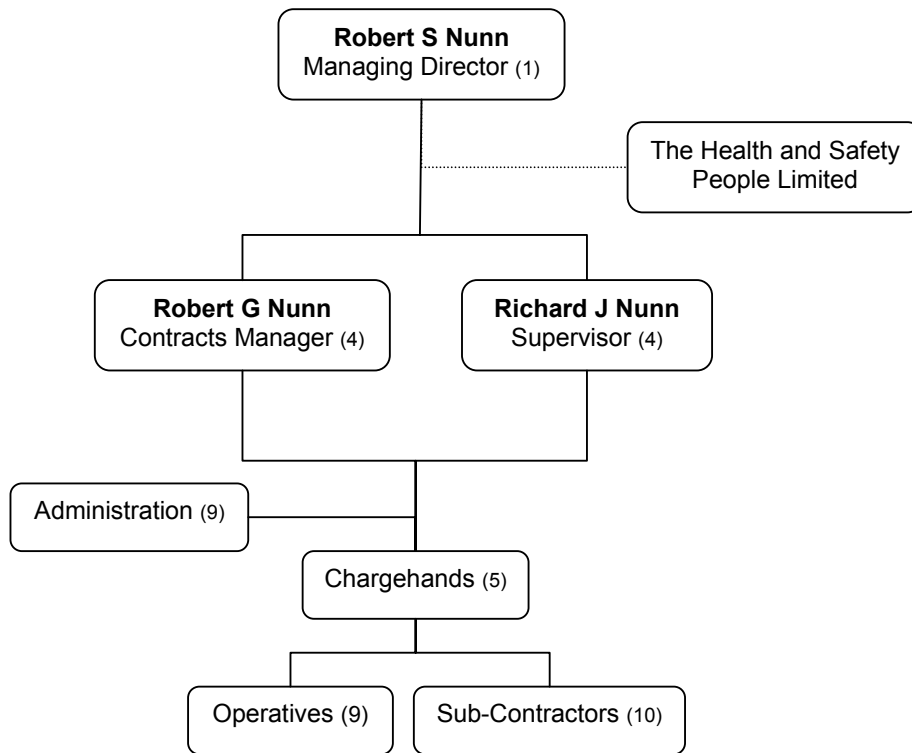 Robert S Nunn
Managing Director (1)
The Health and Safety
People Limited
Robert G Nunn
Contracts Manager (4)
Richard J Nunn
Supervisor (4)
Administration (9)
Chargehands (5)
Operatives (9)
Sub-Contractors (10)